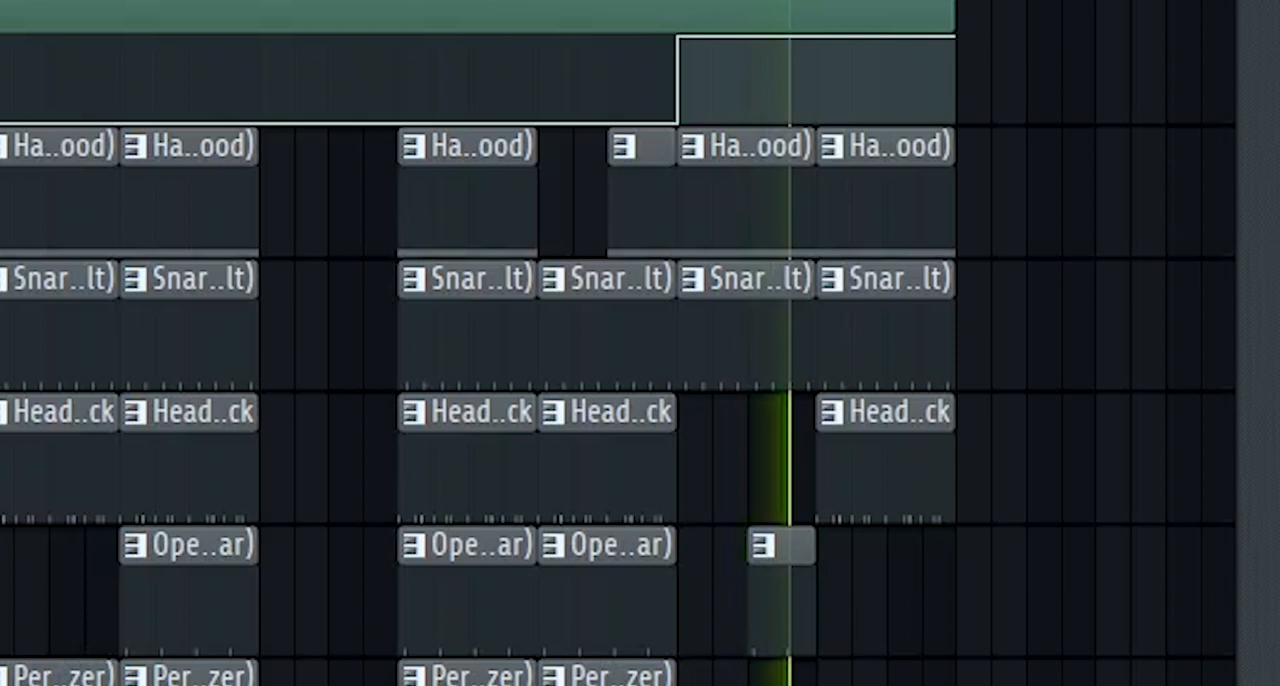 Ha..ood) Ha..ood) Ha..ood) Ha..ood) Ha..ood)
Snar..lt) Snar..lt) Snar..lt) Snar..lt) Snar..lt) Snar..lt)
Head..ck Head..ck Head..ck Head..ck Head..ck
Ope..ar) Ope..ar) Ope..ar)
Per..zer) Per..zer) Per..zer) Per..zer)